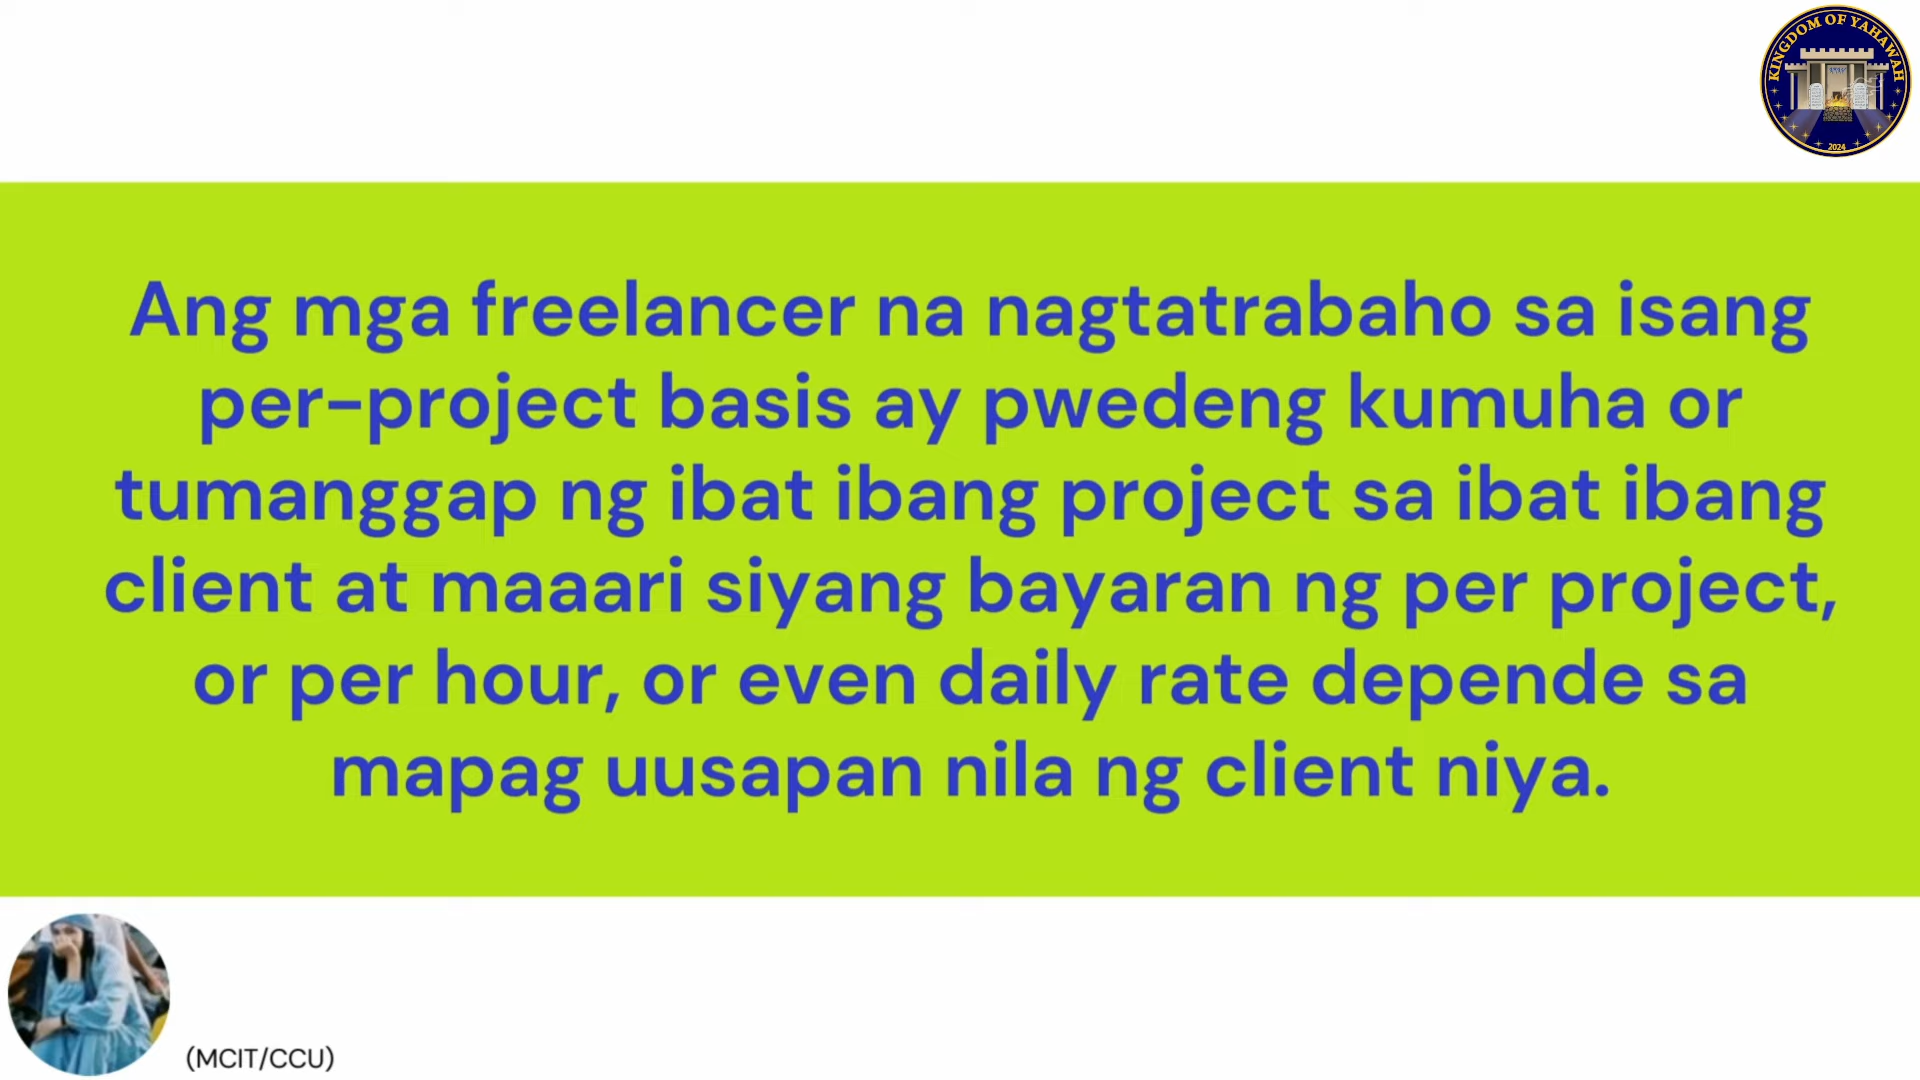 KINGDOM OF YAHAWAH
2024
Ang mga freelancer na nagtatrabaho sa isang
per-project basis ay pwedeng kumuha or
tumanggap ng ibat ibang project sa ibat ibang
client at maaari siyang bayaran ng per project,
or per hour, or even daily rate depende sa
mapag uusapan nila ng client niya.
(MCIT/CCU)